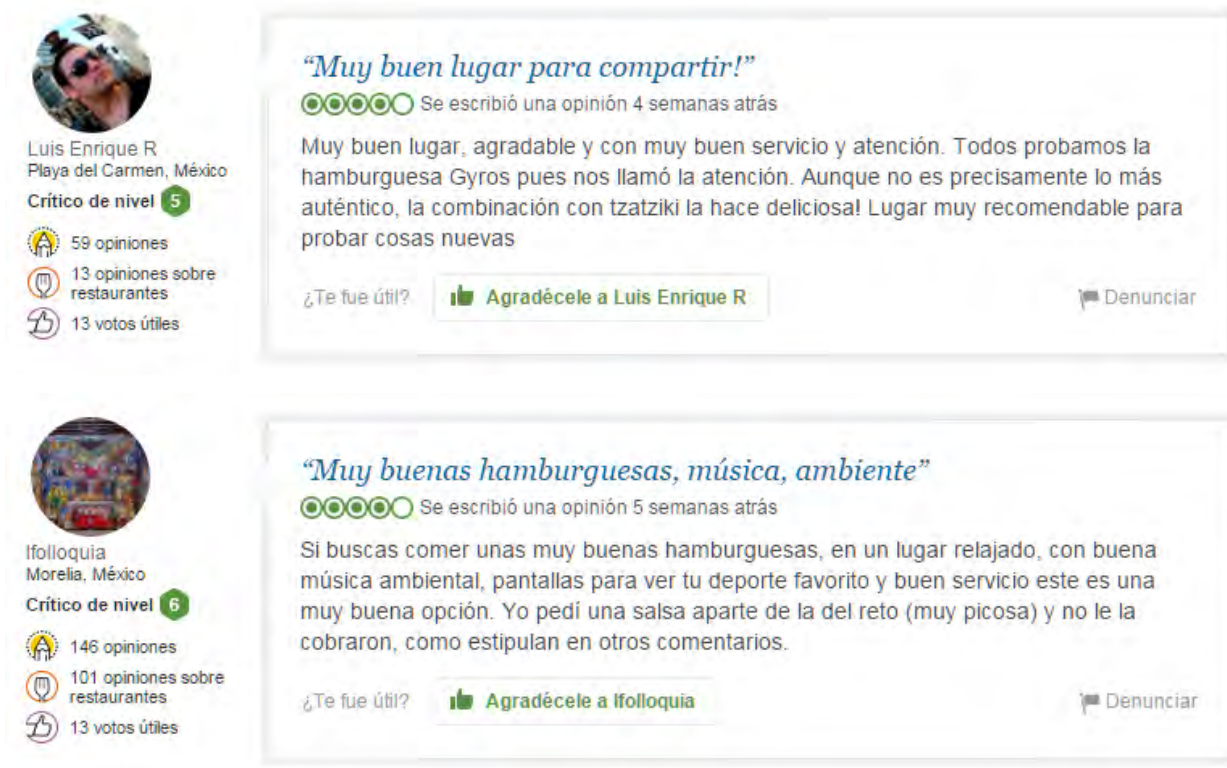 “Muy buen lugar para compartir!”
Se escribió una opinión 4 semanas atrás
Luis Enrique R
Playa del Carmen, México
Crítico de nivel 5
59 opiniones
13 opiniones sobre
restaurantes
13 votos útiles
Muy buen lugar, agradable y con muy buen servicio y atención. Todos probamos la
hamburguesa Gyros pues nos llamó la atención. Aunque no es precisamente lo más
auténtico, la combinación con tzatziki la hace deliciosa! Lugar muy recomendable para
probar cosas nuevas
¿Te fue útil?
Agradécele a Luis Enrique R
Denunciar
“Muy buenas hamburguesas, música, ambiente”
Se escribió una opinión 5 semanas atrás
Ifolloquia
Morelia, México
Crítico de nivel 6
146 opiniones
101 opiniones sobre
restaurantes
13 votos útiles
Si buscas comer unas muy buenas hamburguesas, en un lugar relajado, con buena
música ambiental, pantallas para ver tu deporte favorito y buen servicio este es una
muy buena opción. Yo pedí una salsa aparte de la del reto (muy picosa) y no le la
cobraron, como estipulan en otros comentarios.
¿Te fue útil?
Agradécele a Ifolloquia
Denunciar